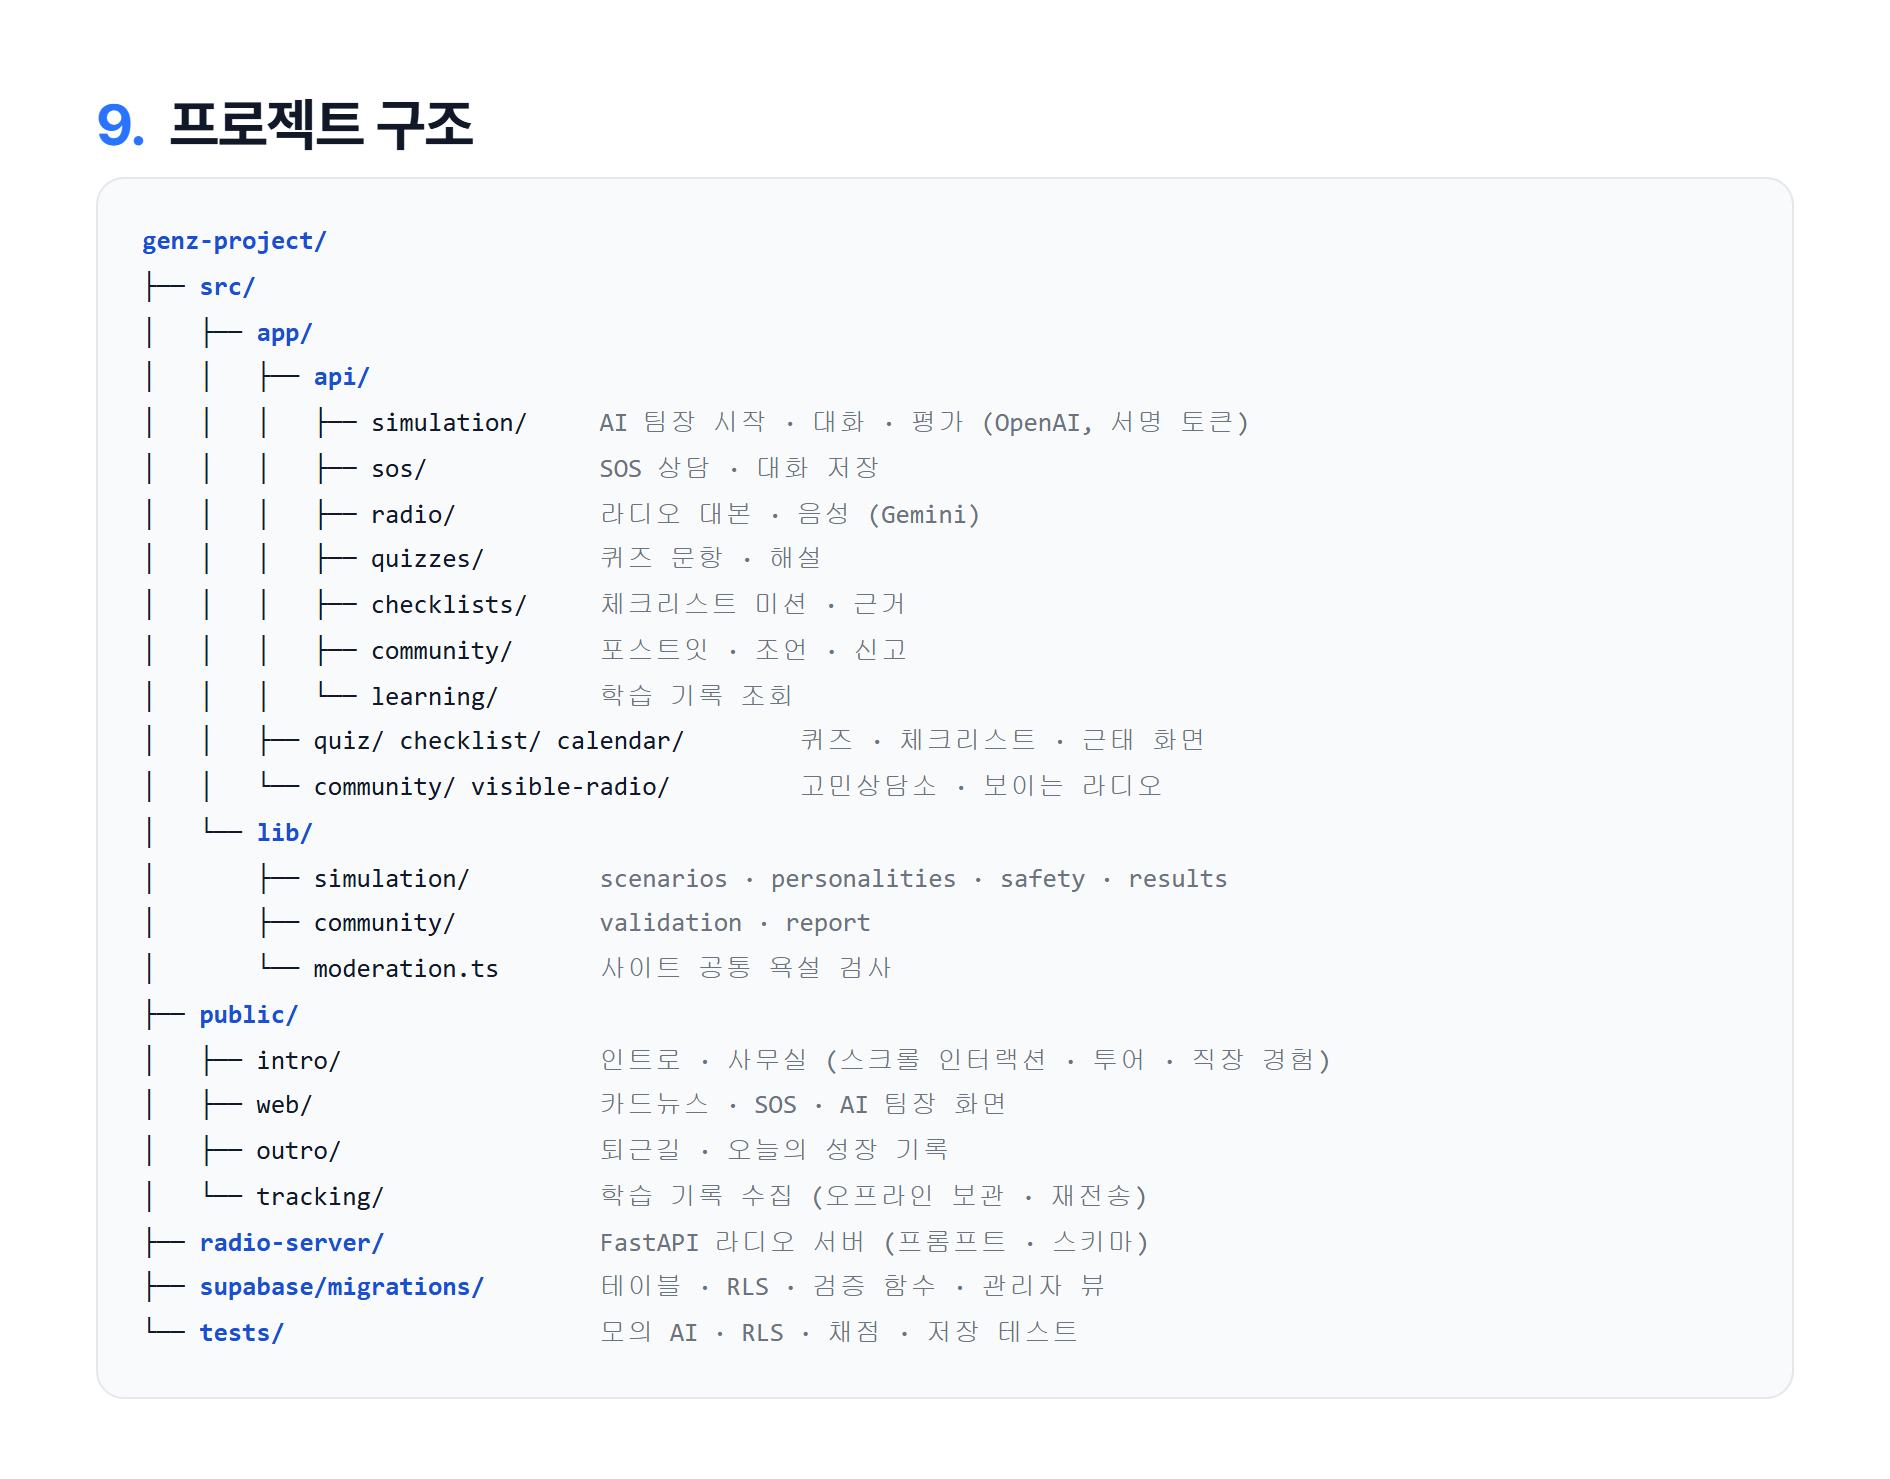 9. 프로젝트 구조
genz-project/
├── src/
│   ├── app/
│   │   ├── api/
│   │   │   ├── simulation/     AI 팀장 시작 · 대화 · 평가 (OpenAI, 서명 토큰)
│   │   │   ├── sos/            SOS 상담 · 대화 저장
│   │   │   ├── radio/          라디오 대본 · 음성 (Gemini)
│   │   │   ├── quizzes/        퀴즈 문항 · 해설
│   │   │   ├── checklists/     체크리스트 미션 · 근거
│   │   │   ├── community/      포스트잇 · 조언 · 신고
│   │   │   └── learning/       학습 기록 조회
│   │   ├── quiz/ checklist/ calendar/        퀴즈 · 체크리스트 · 근태 화면
│   │   └── community/ visible-radio/         고민상담소 · 보이는 라디오
│   └── lib/
│       ├── simulation/         scenarios · personalities · safety · results
│       ├── community/          validation · report
│       └── moderation.ts       사이트 공통 욕설 검사
├── public/
│   ├── intro/                  인트로 · 사무실 (스크롤 인터랙션 · 투어 · 직장 경험)
│   ├── web/                    카드뉴스 · SOS · AI 팀장 화면
│   ├── outro/                  퇴근길 · 오늘의 성장 기록
│   └── tracking/               학습 기록 수집 (오프라인 보관 · 재전송)
├── radio-server/               FastAPI 라디오 서버 (프롬프트 · 스키마)
├── supabase/migrations/        테이블 · RLS · 검증 함수 · 관리자 뷰
└── tests/                      모의 AI · RLS · 채점 · 저장 테스트